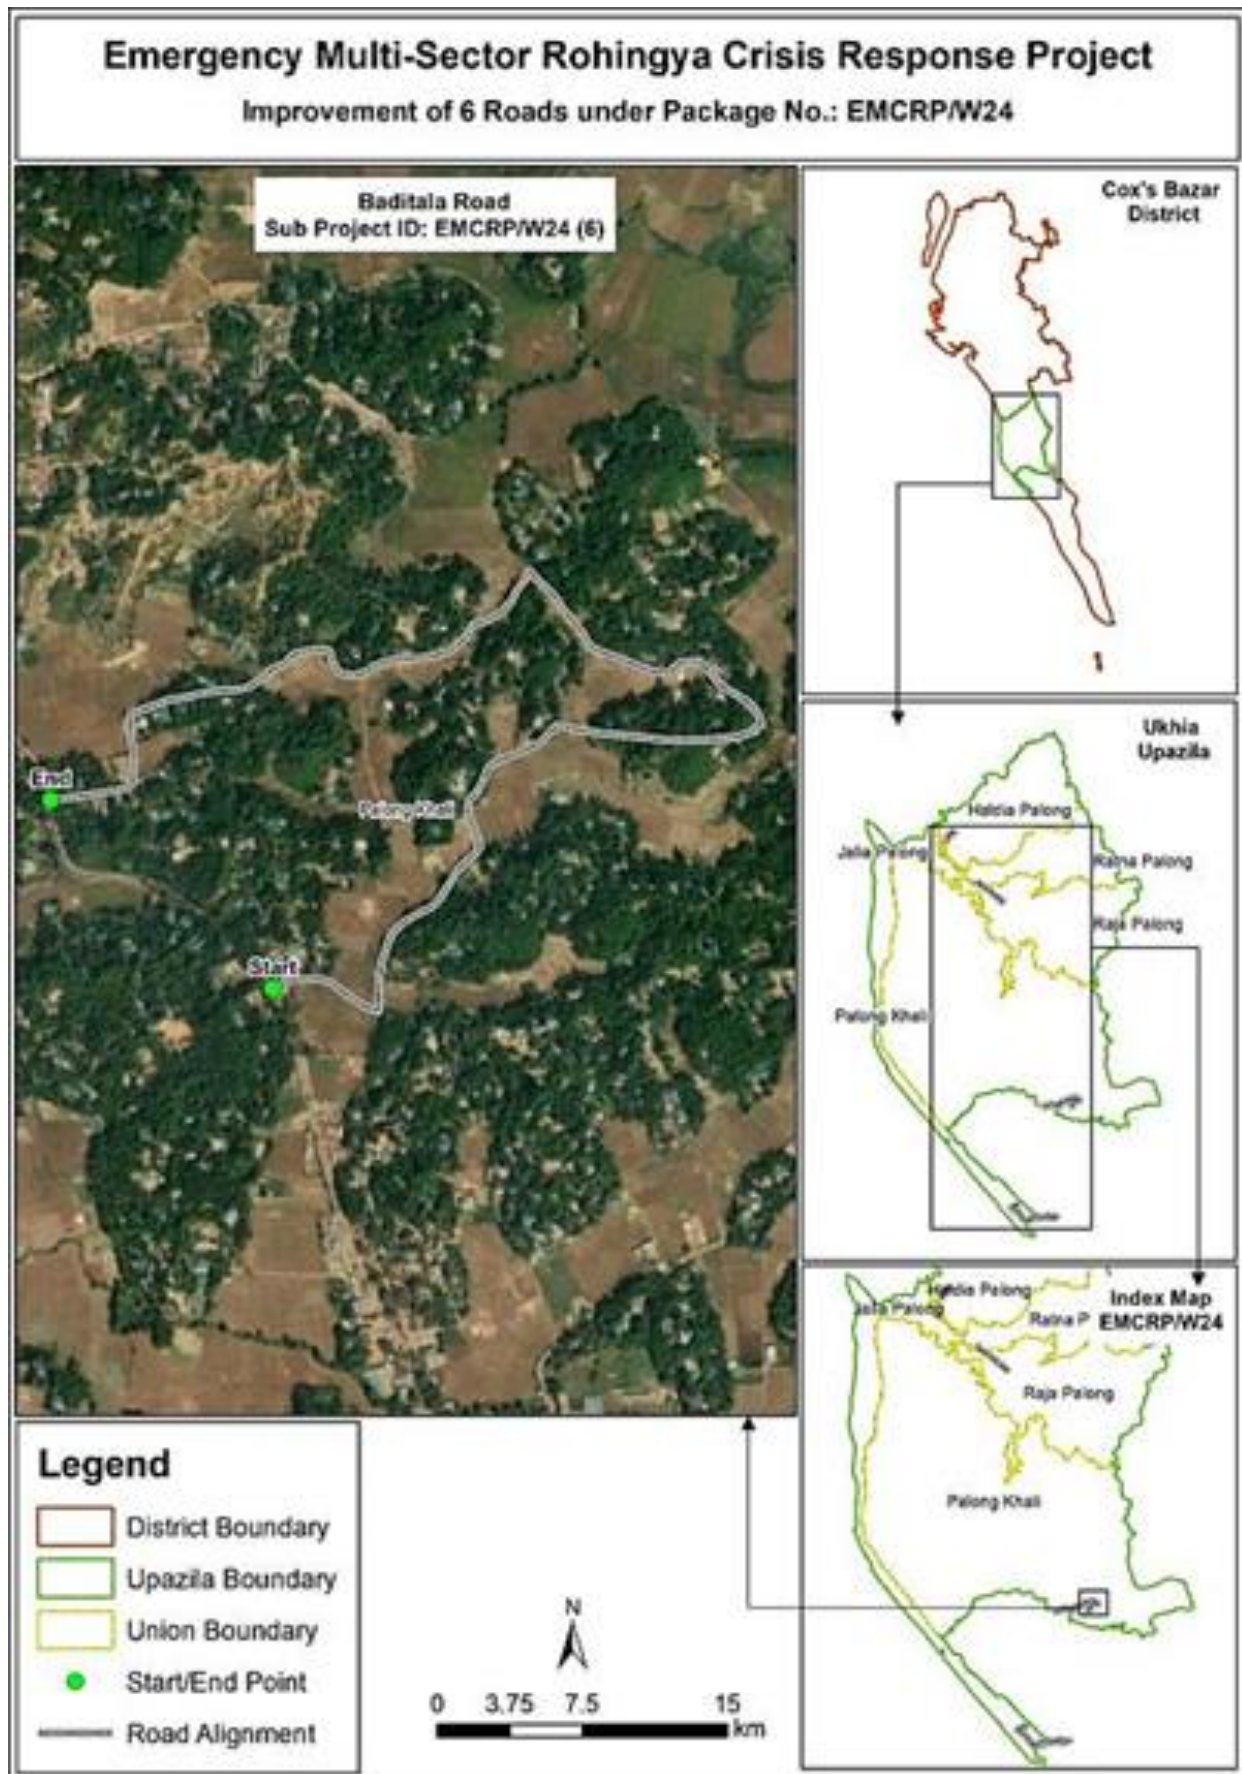 Emergency Multi-Sector Rohingya Crisis Response Project
Improvement of 6 Roads under Package No.: EMCRP/W24
Baditala Road
Sub Project ID: EMCRP/W24 (6)
End
Palong Khali
Start
Cox's Bazar
District
Ukhia
Upazila
Haldia Palong
Jalia Palong
Ratna Palong
Raja Palong
Palong Khali
Index Map
EMCRP/W24
Haldia Palong
Jalia Palong
Ratna P
Raja Palong
Palong Khali
Legend
District Boundary
Upazila Boundary
Union Boundary
Start/End Point
Road Alignment
N
0 3.75 7.5 15
km